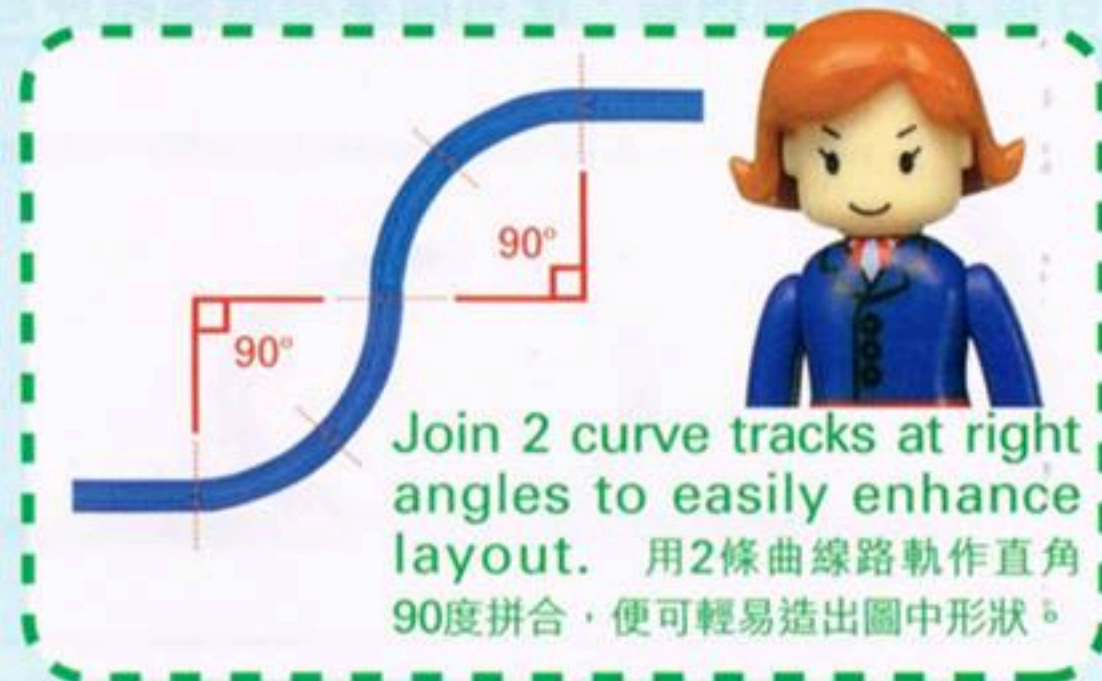 90°
90°
Join 2 curve tracks at right
angles to easily enhance
layout. 用2條曲線路軌作直角
90度拼合，便可輕易造出圖中形狀。